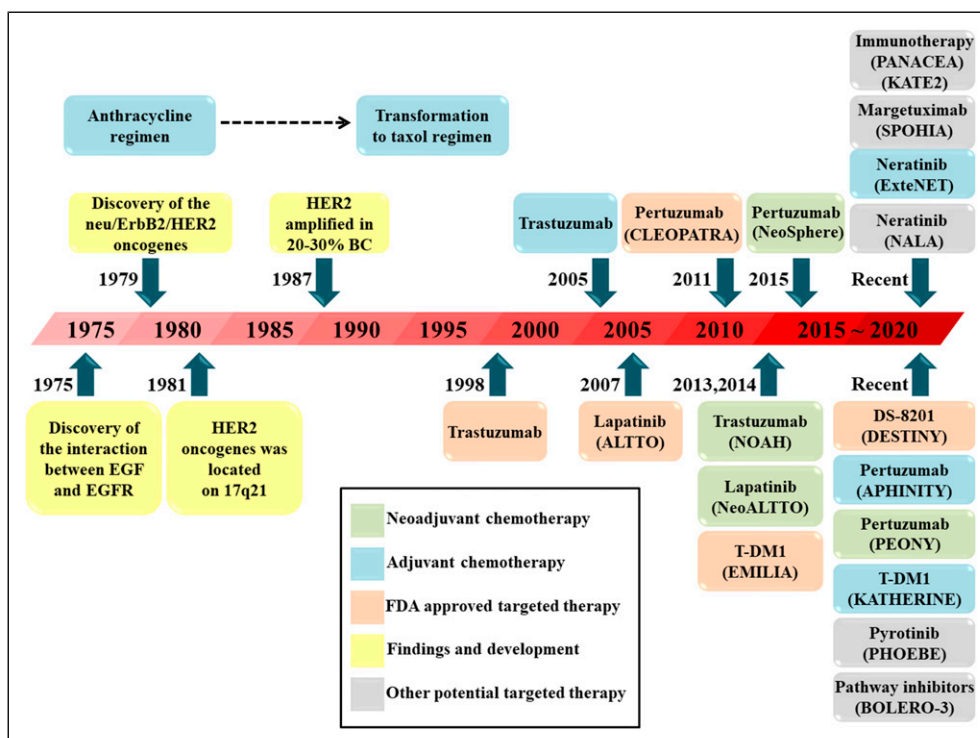 Immunotherapy
(PANACEA)
(KATE2)
Anthracycline
regimen
Transformation
to taxol regimen
Margetuximab
(SPOHIA)
Neratinib
(ExteNET)
Discovery of the
neu/ErbB2/HER2
oncogenes
HER2
amplified in
20-30% BC
Trastuzumab
Pertuzumab
(CLEOPATRA)
Pertuzumab
(NeoSphere)
Neratinib
(NALA)
1979
1987
2005
2011
2015
Recent
1975
1980
1985
1990
1995
2000
2005
2010
2015 ~ 2020
1975
1981
1998
2007
2013,2014
Recent
Discovery of
the interaction
between EGF
and EGFR
HER2
oncogenes was
located
on 17q21
Trastuzumab
Lapatinib
(ALTTO)
Trastuzumab
(NOAH)
Lapatinib
(NeoALTTO)
T-DM1
(EMILIA)
DS-8201
(DESTINY)
Pertuzumab
(APHINITY)
Pertuzumab
(PEONY)
T-DM1
(KATHERINE)
Pyrotinib
(PHOEBE)
Pathway inhibitors
(BOLERO-3)
Neoadjuvant chemotherapy
Adjuvant chemotherapy
FDA approved targeted therapy
Findings and development
Other potential targeted therapy